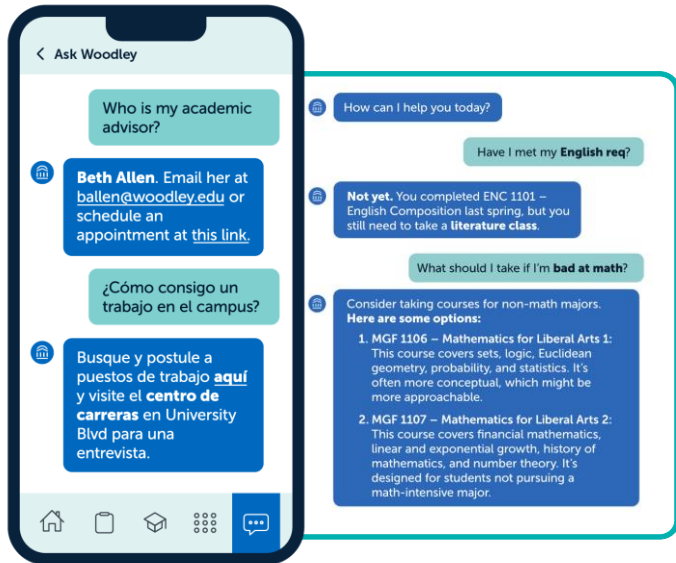 Ask Woodley
Who is my academic
advisor?
Beth Allen. Email her at
ballen@woodley.edu or
schedule an
appointment at this link.
¿Cómo consigo un
trabajo en el campus?
Busque y postule a
puestos de trabajo aquí
y visite el centro de
carreras en University
Blvd para una
entrevista.
How can I help you today?
Have I met my English req?
Not yet. You completed ENC 1101 –
English Composition last spring, but you
still need to take a literature class.
What should I take if I'm bad at math?
Consider taking courses for non-math majors.
Here are some options:
1. MGF 1106 – Mathematics for Liberal Arts 1:
This course covers sets, logic, Euclidean
geometry, probability, and statistics. It's
often more conceptual, which might be
more approachable.
2. MGF 1107 – Mathematics for Liberal Arts 2:
This course covers financial mathematics,
linear and exponential growth, history of
mathematics, and number theory. It's
designed for students not pursuing a
math-intensive major.